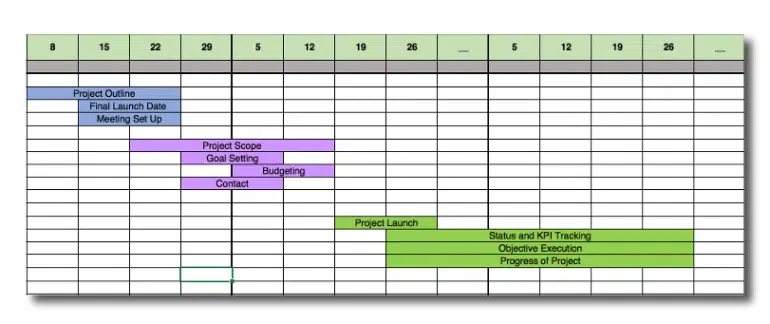 8 15 22 29 5 12 19 26 __ 5 12 19 26 __
Project Outline
Final Launch Date
Meeting Set Up
Project Scope
Goal Setting
Budgeting
Contact
Project Launch
Status and KPI Tracking
Objective Execution
Progress of Project